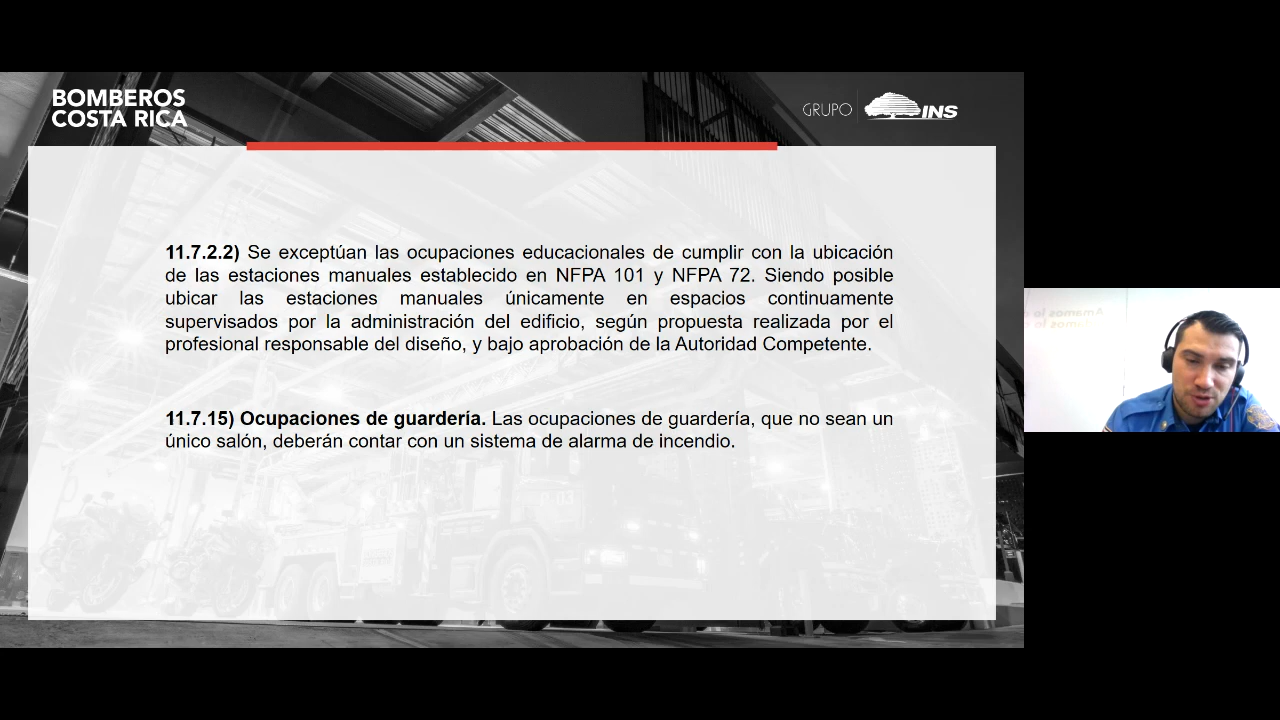 BOMBEROS
COSTA RICA
GRUPO INS
11.7.2.2) Se exceptúan las ocupaciones educacionales de cumplir con la ubicación
de las estaciones manuales establecido en NFPA 101 y NFPA 72. Siendo posible
ubicar las estaciones manuales únicamente en espacios continuamente
supervisados por la administración del edificio, según propuesta realizada por el
profesional responsable del diseño, y bajo aprobación de la Autoridad Competente.
11.7.15) Ocupaciones de guardería. Las ocupaciones de guardería, que no sean un
único salón, deberán contar con un sistema de alarma de incendio.